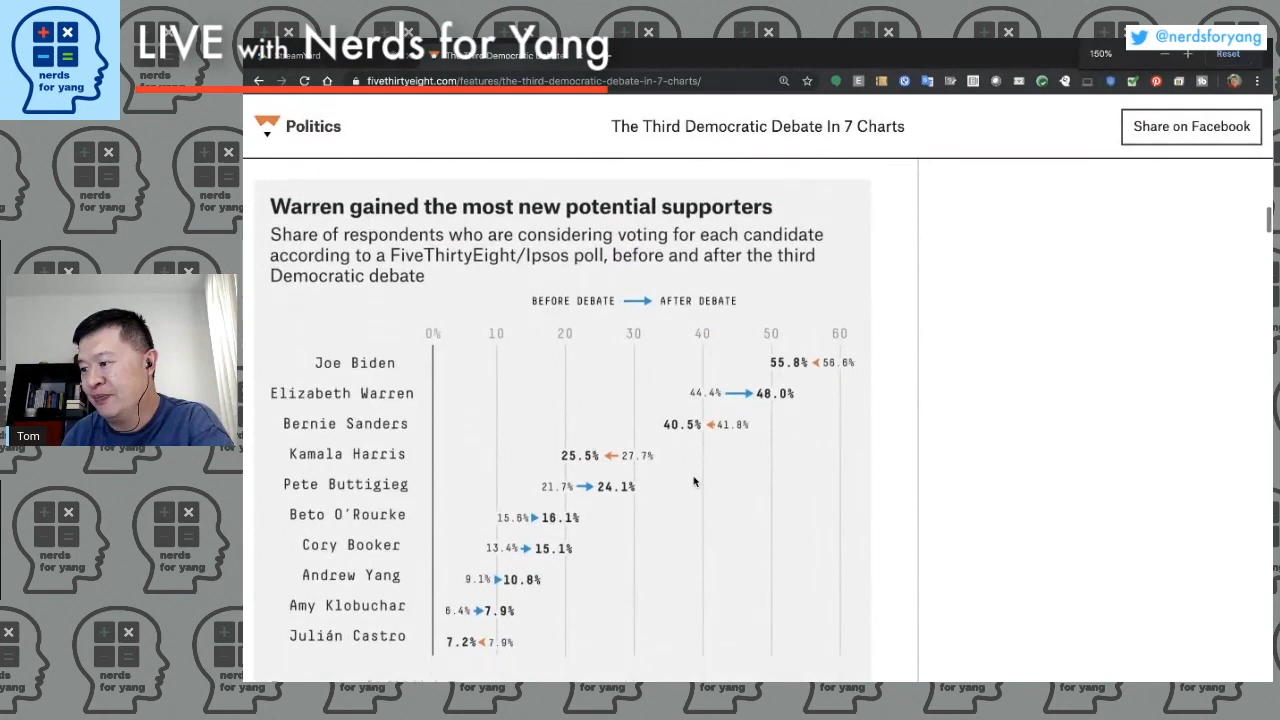 nerds
for yang
LIVE with Nerds for Yang
@nerdsforyang
150%
Reset
fivethirtyeight.com/features/the-third-democratic-debate-in-7-charts/
Politics
The Third Democratic Debate In 7 Charts
Share on Facebook
Warren gained the most new potential supporters
Share of respondents who are considering voting for each candidate
according to a FiveThirtyEight/Ipsos poll, before and after the third
Democratic debate
BEFORE DEBATE AFTER DEBATE
0% 10 20 30 40 50 60
Joe Biden 55.8% 56.6%
Elizabeth Warren 44.4% 48.0%
Bernie Sanders 40.5% 41.8%
Kamala Harris 25.5% 27.7%
Pete Buttigieg 21.7% 24.1%
Beto O'Rourke 15.6% 16.1%
Cory Booker 13.4% 15.1%
Andrew Yang 9.1% 10.8%
Amy Klobuchar 6.4% 7.9%
Julián Castro 7.2% 7.9%
Tom